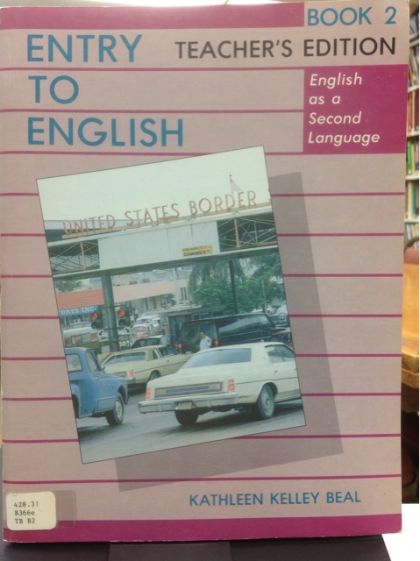 BOOK 2
ENTRY
TEACHER'S EDITION
TO
ENGLISH
English
as a
Second
Language
UNITED STATES BORDER
KATHLEEN KELLEY BEAL
428.31
B366e
TB B2